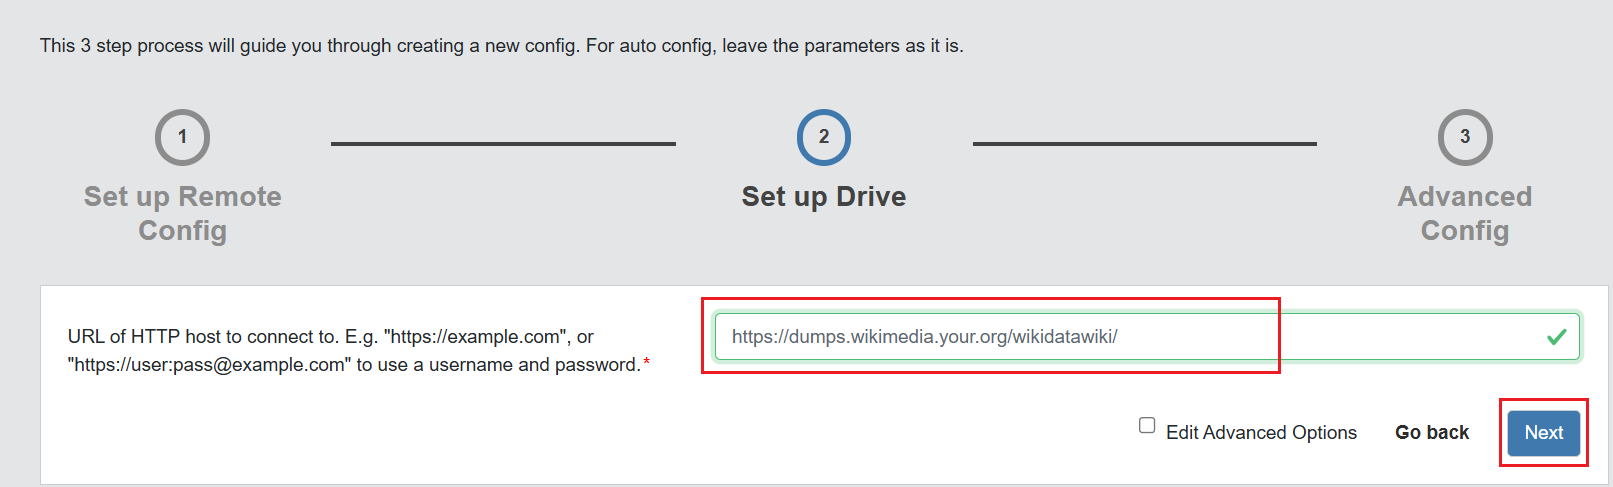 This 3 step process will guide you through creating a new config. For auto config, leave the parameters as it is.
1
2
3
Set up Remote
Config
Set up Drive
Advanced
Config
URL of HTTP host to connect to. E.g. "https://example.com", or
"https://user:pass@example.com" to use a username and password.*
https://dumps.wikimedia.your.org/wikidatawiki/
Edit Advanced Options
Go back
Next